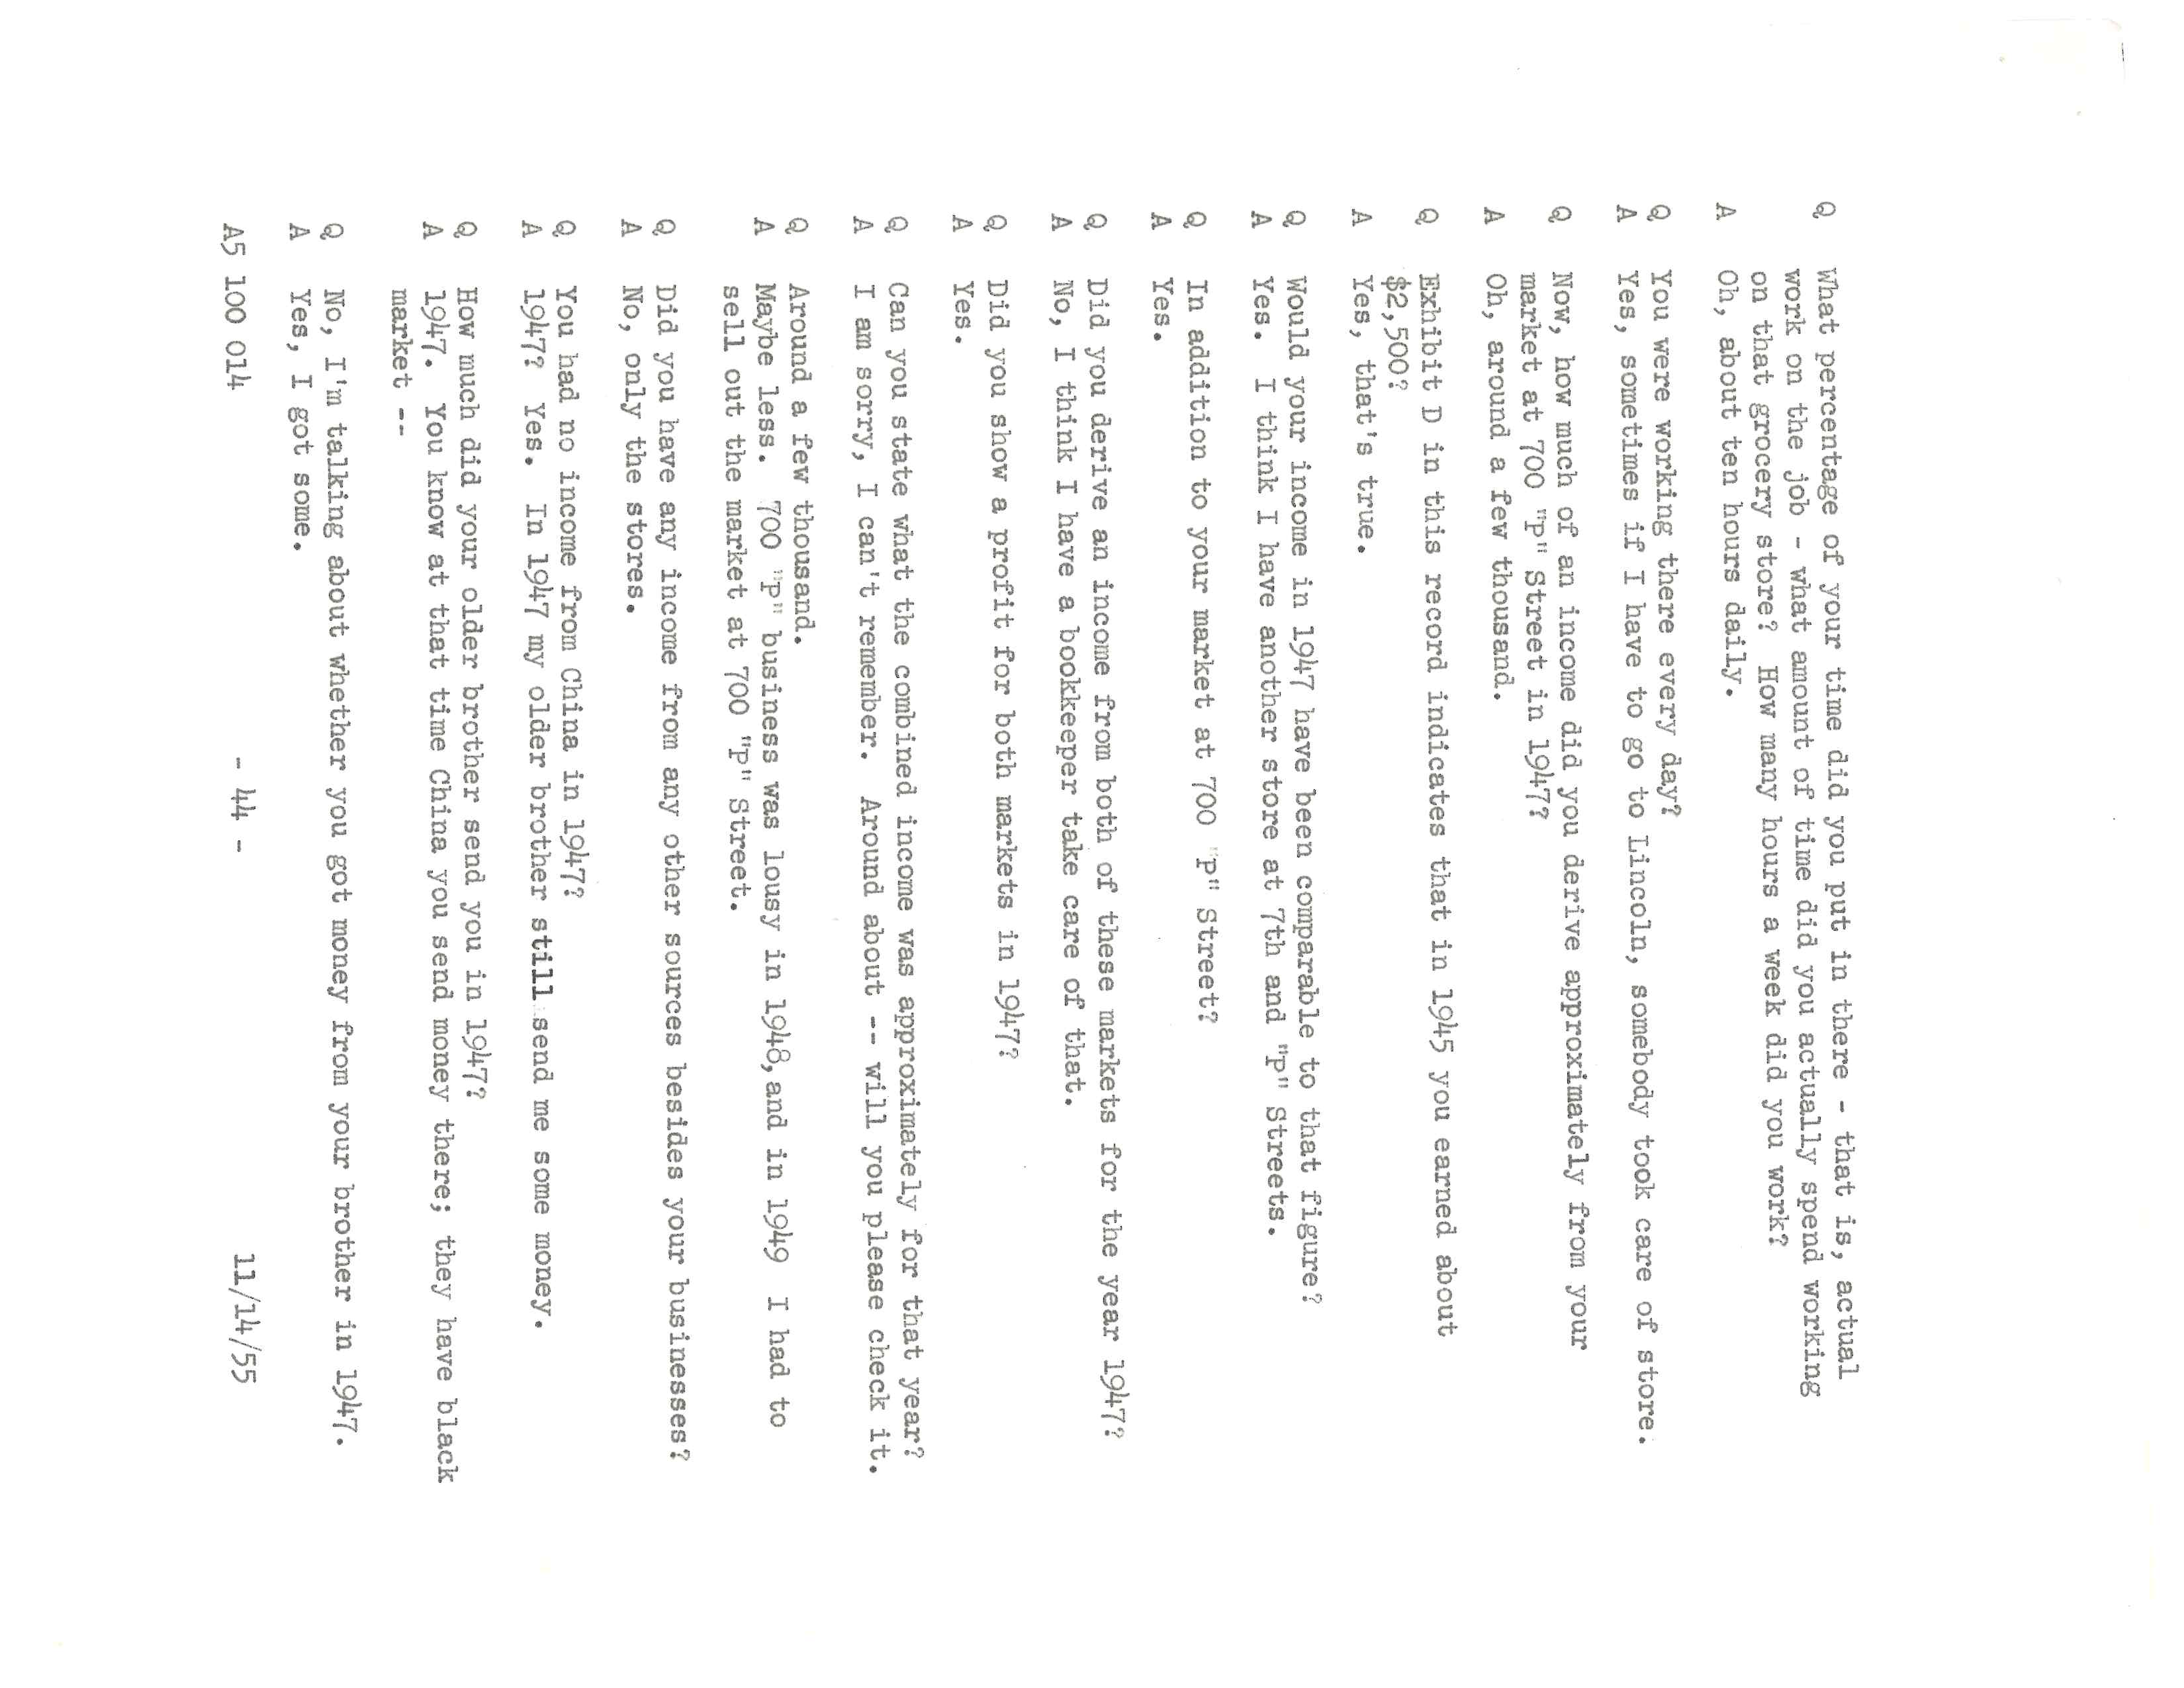 Q What percentage of your time did you put in there - that is, actual
work on the job - what amount of time did you actually spend working
on that grocery store? How many hours a week did you work?
A Oh, about ten hours daily.
Q You were working there every day?
A Yes, sometimes if I have to go to Lincoln, somebody took care of store.
Q Now, how much of an income did you derive approximately from your
market at 700 "P" Street in 1947?
A Oh, around a few thousand.
Q Exhibit D in this record indicates that in 1945 you earned about
$2,500?
A Yes, that's true.
Q Would your income in 1947 have been comparable to that figure?
A Yes. I think I have another store at 7th and "P" Streets.
Q In addition to your market at 700 "P" Street?
A Yes.
Q Did you derive an income from both of these markets for the year 1947?
A No, I think I have a bookkeeper take care of that.
Q Did you show a profit for both markets in 1947?
A Yes.
Q Can you state what the combined income was approximately for that year?
A I am sorry, I can't remember. Around about -- will you please check it.
Q Around a few thousand.
A Maybe less. 700 "P" business was lousy in 1948, and in 1949 I had to
sell out the market at 700 "P" Street.
Q Did you have any income from any other sources besides your businesses?
A No, only the stores.
Q You had no income from China in 1947?
A 1947? Yes. In 1947 my older brother still send me some money.
Q How much did your older brother send you in 1947?
A 1947. You know at that time China you send money there; they have black
market --
Q No, I'm talking about whether you got money from your brother in 1947.
A Yes, I got some.
A5 100 014 - 44 - 11/14/55